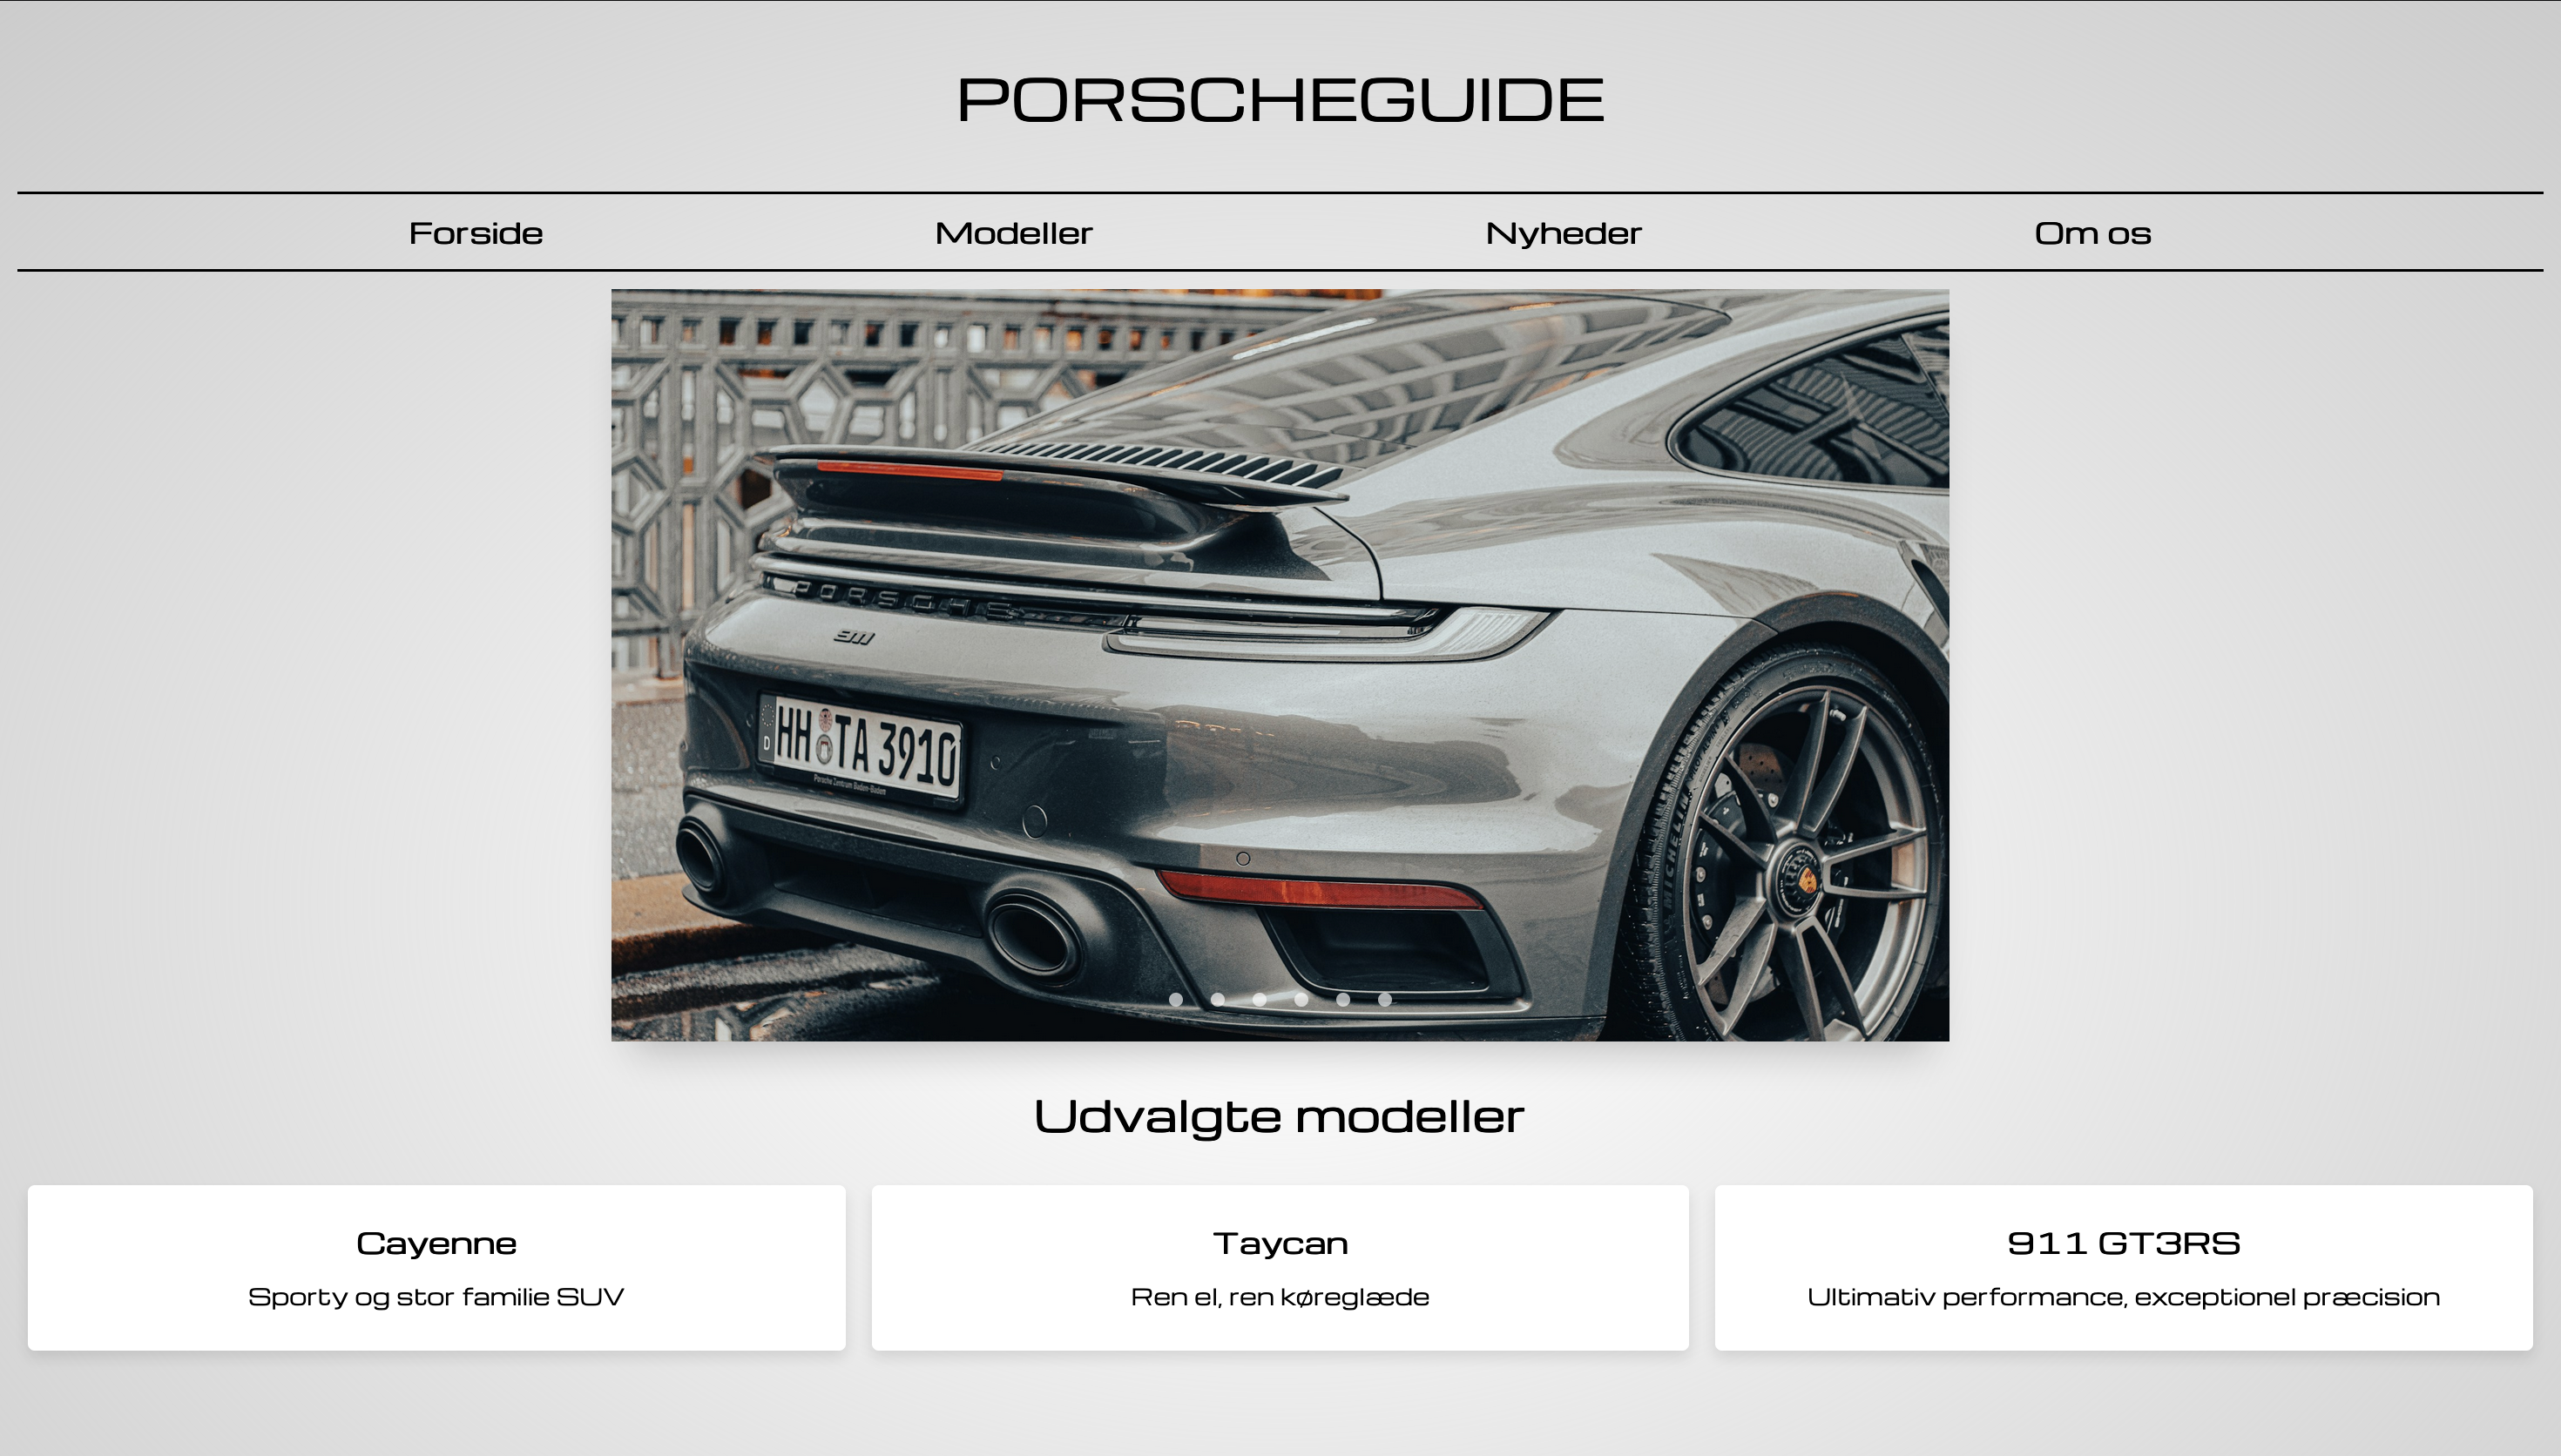 PORSCHEGUIDE
Forside Modeller Nyheder Om os
PORSCHE
911
HH TA 3910
D
Porsche Zentrum Baden-Baden
MICHELIN
Udvalgte modeller
Cayenne
Sporty og stor familie SUV
Taycan
Ren el, ren køreglæde
911 GT3RS
Ultimativ performance, exceptionel præcision